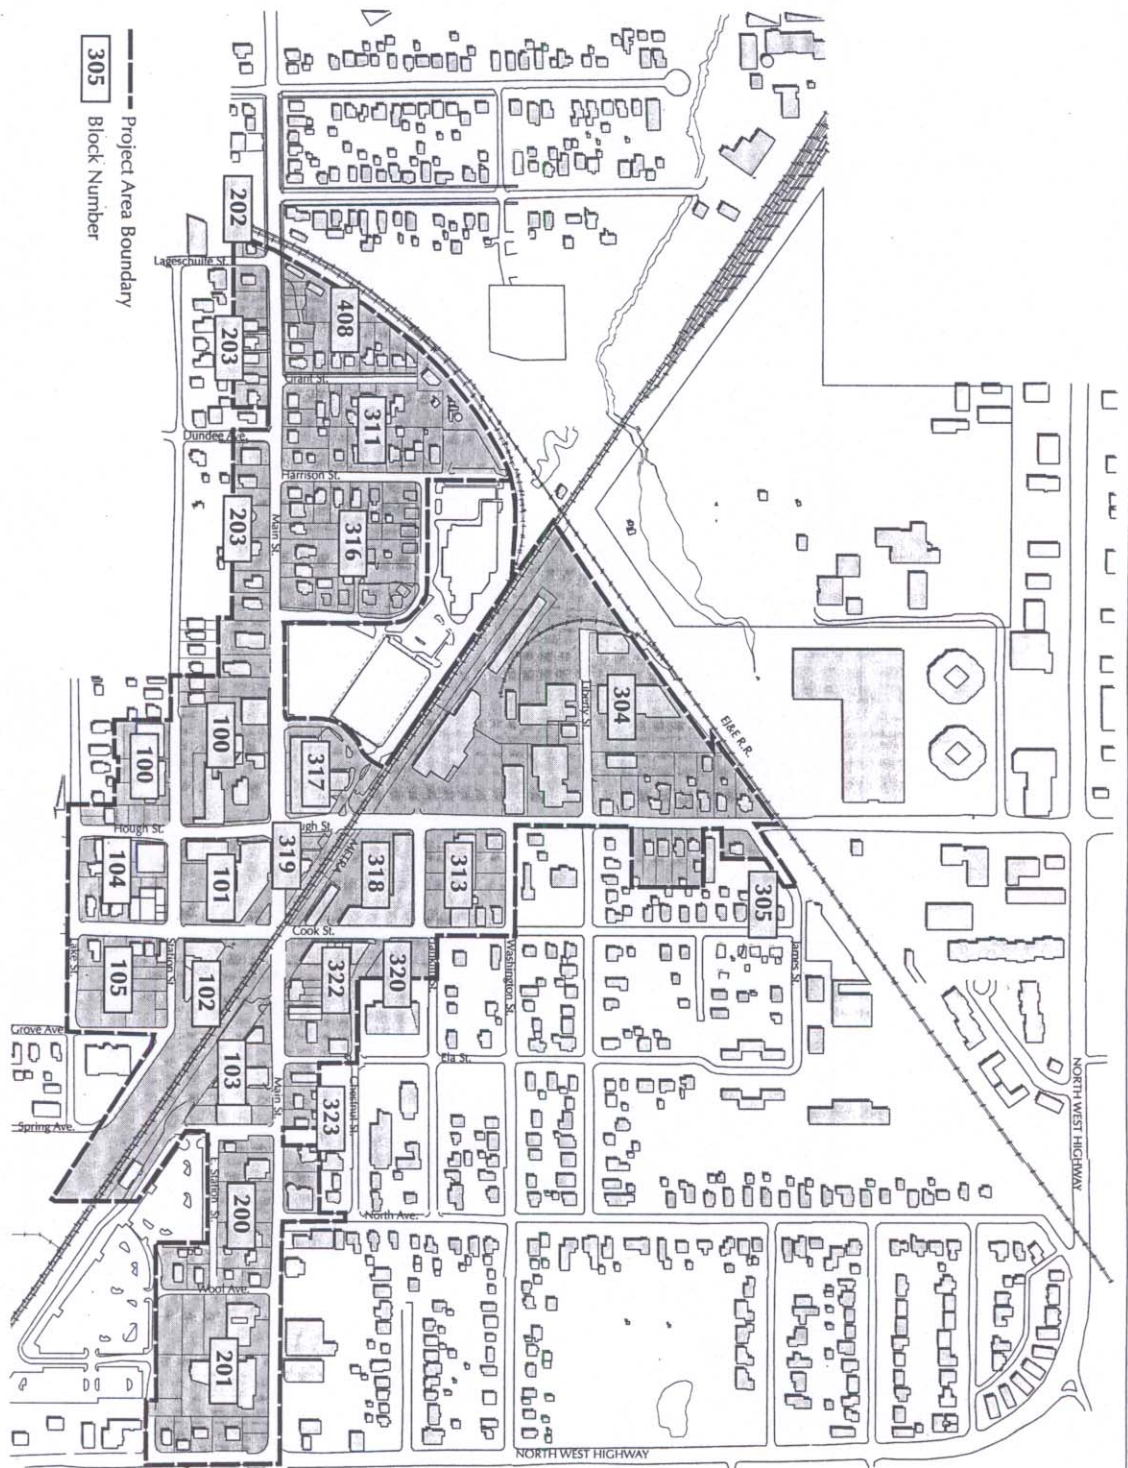 Project Area Boundary
305 Block Number
202
Lageschulte St.
408
203
Grant St.
311
Dundee Ave.
Harrison St.
203
Main St.
316
304
Liberty St.
EJ&E R.R.
100
100
317
Hough St.
ugh St.
319
METRA
318
313
305
104
101
Cook St.
James St.
Lake St.
Station St.
105
102
322
320
Washington St.
Grove Ave.
103
Main St.
Ela St.
Chestnut St.
323
Spring Ave.
E. Station St.
200
North Ave.
Wool Ave.
201
NORTH WEST HIGHWAY
NORTH WEST HIGHWAY